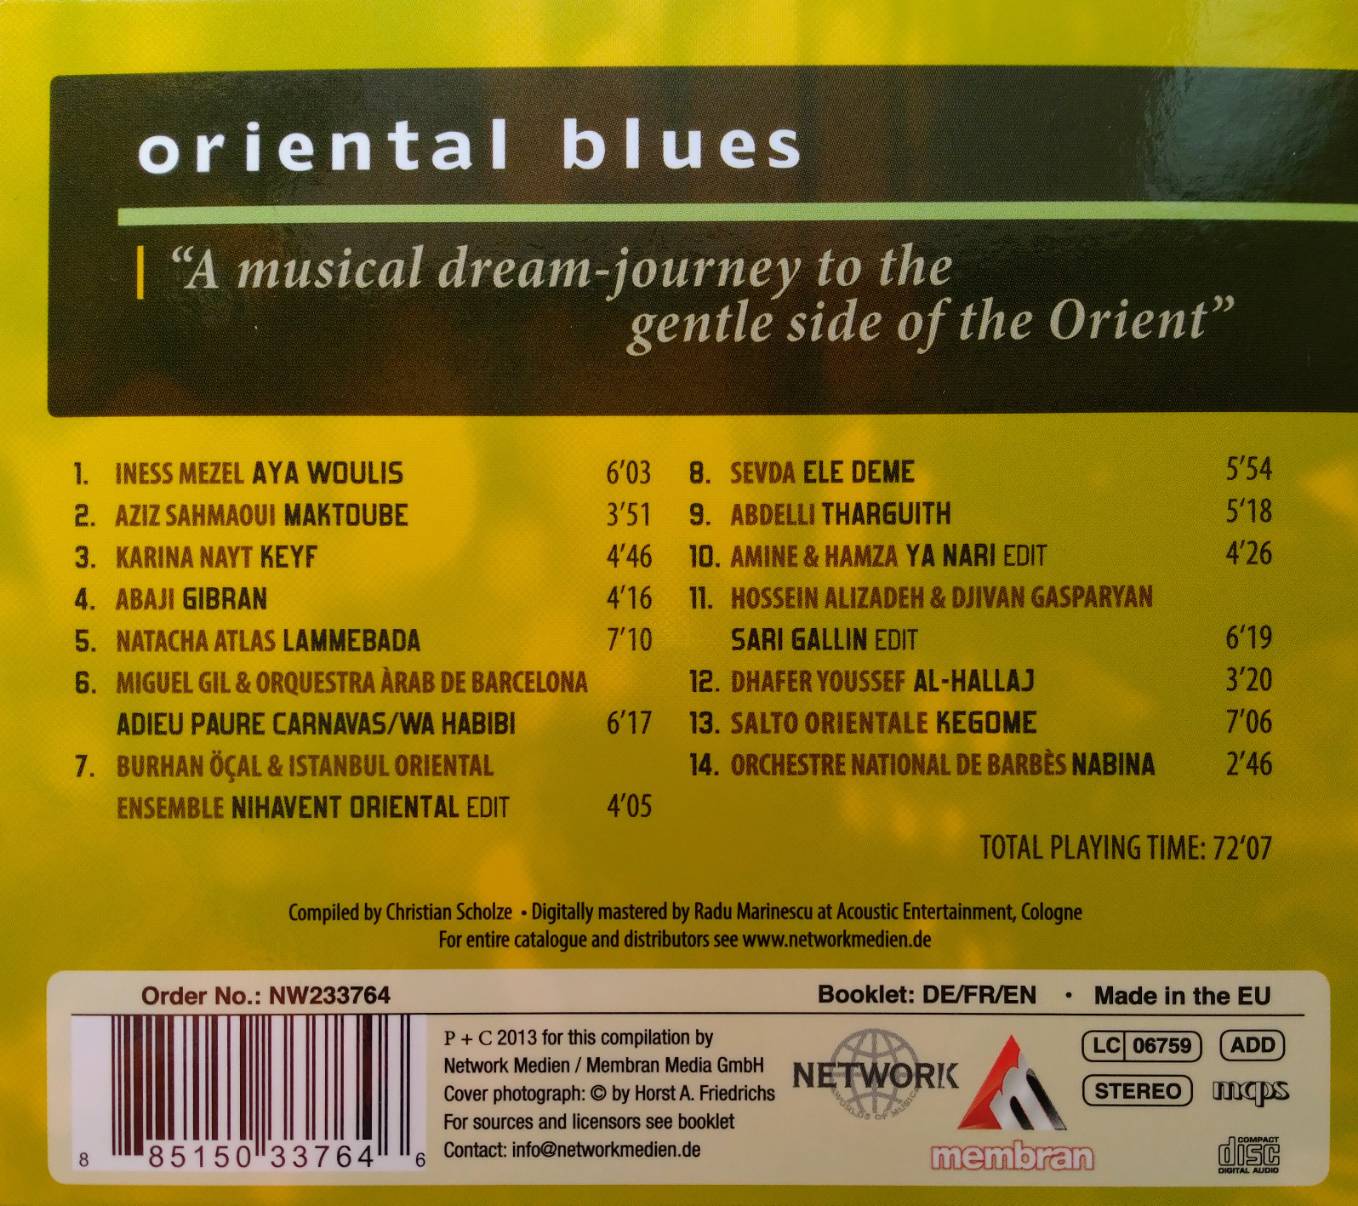 oriental blues
“A musical dream-journey to the
gentle side of the Orient”
1. INESS MEZEL AYA WOULIS 6’03
2. AZIZ SAHMAOUI MAKTOUBE 3’51
3. KARINA NAYT KEYF 4’46
4. ABAJI GIBRAN 4’16
5. NATACHA ATLAS LAMMEBADA 7’10
6. MIGUEL GIL & ORQUESTRA ÀRAB DE BARCELONA
ADIEU PAURE CARNAVAS/WA HABIBI 6’17
7. BURHAN ÖÇAL & ISTANBUL ORIENTAL
ENSEMBLE NIHAVENT ORIENTAL EDIT 4’05
8. SEVDA ELE DEME 5’54
9. ABDELLI THARGUITH 5’18
10. AMINE & HAMZA YA NARI EDIT 4’26
11. HOSSEIN ALIZADEH & DJIVAN GASPARYAN
SARI GALLIN EDIT 6’19
12. DHAFER YOUSSEF AL-HALLAJ 3’20
13. SALTO ORIENTALE KEGOME 7’06
14. ORCHESTRE NATIONAL DE BARBÈS NABINA 2’46
TOTAL PLAYING TIME: 72’07
Compiled by Christian Scholze • Digitally mastered by Radu Marinescu at Acoustic Entertainment, Cologne
For entire catalogue and distributors see www.networkmedien.de
Order No.: NW233764
Booklet: DE/FR/EN • Made in the EU
8 85150 33764 6
P + C 2013 for this compilation by
Network Medien / Membran Media GmbH
Cover photograph: © by Horst A. Friedrichs
For sources and licensors see booklet
Contact: info@networkmedien.de
NETWORK
WORLDS OF MUSIC
membran
LC 06759 ADD
STEREO mcps
COMPACT
disc
DIGITAL AUDIO